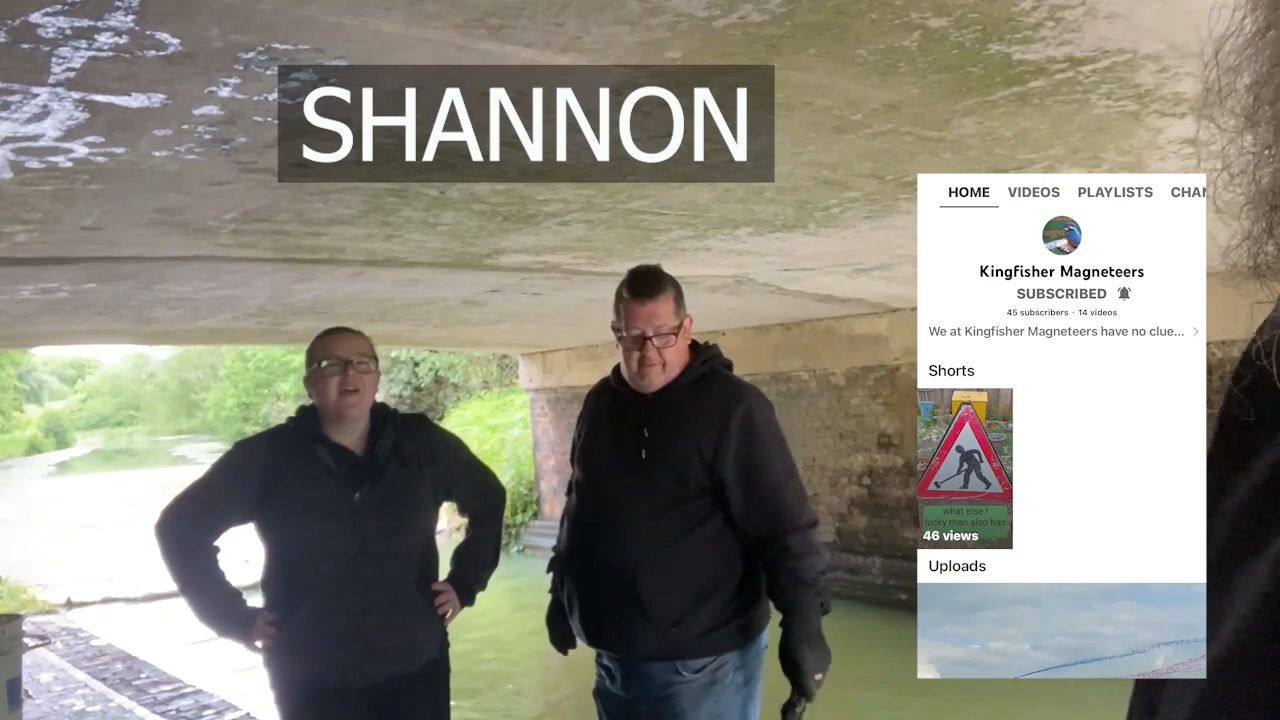 SHANNON
HOME VIDEOS PLAYLISTS CHAN
Kingfisher Magneteers
SUBSCRIBED
45 subscribers · 14 videos
We at Kingfisher Magneteers have no clue...
Shorts
what else !
lucky man also has
46 views
Uploads